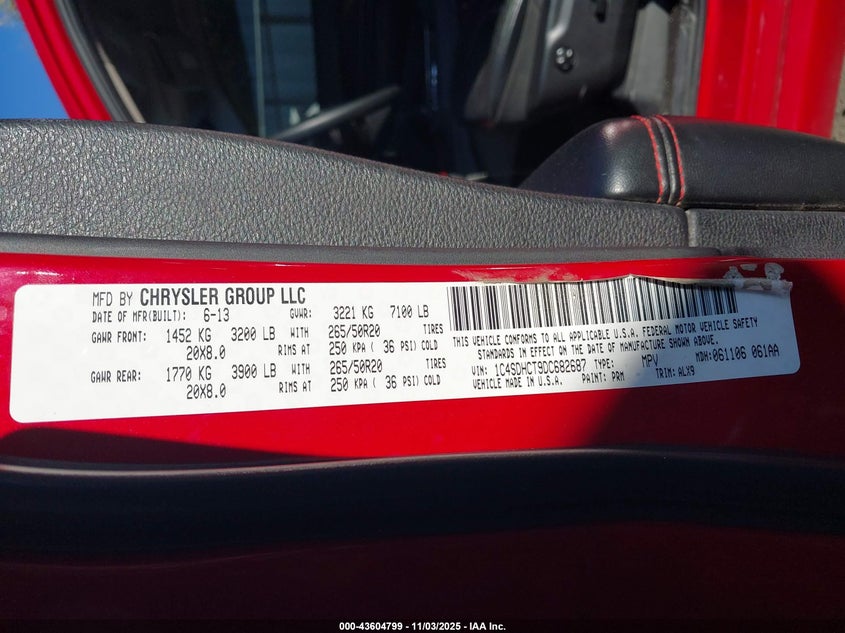 MFD BY CHRYSLER GROUP LLC
DATE OF MFR(BUILT): 6-13 GVWR: 3221 KG 7100 LB
GAWR FRONT: 1452 KG 3200 LB WITH 265/50R20 TIRES
20X8.0 RIMS AT 250 KPA ( 36 PSI) COLD
GAWR REAR: 1770 KG 3900 LB WITH 265/50R20 TIRES
20X8.0 RIMS AT 250 KPA ( 36 PSI) COLD
THIS VEHICLE CONFORMS TO ALL APPLICABLE U.S.A. FEDERAL MOTOR VEHICLE SAFETY
STANDARDS IN EFFECT ON THE DATE OF MANUFACTURE SHOWN ABOVE.
VIN: 1C4SDHCT9DC682687 TYPE: MPV MDH: 061106 061AA
VEHICLE MADE IN U.S.A. PAINT: PRM TRIM: ALX9
000-43604799 - 11/03/2025 - IAA Inc.